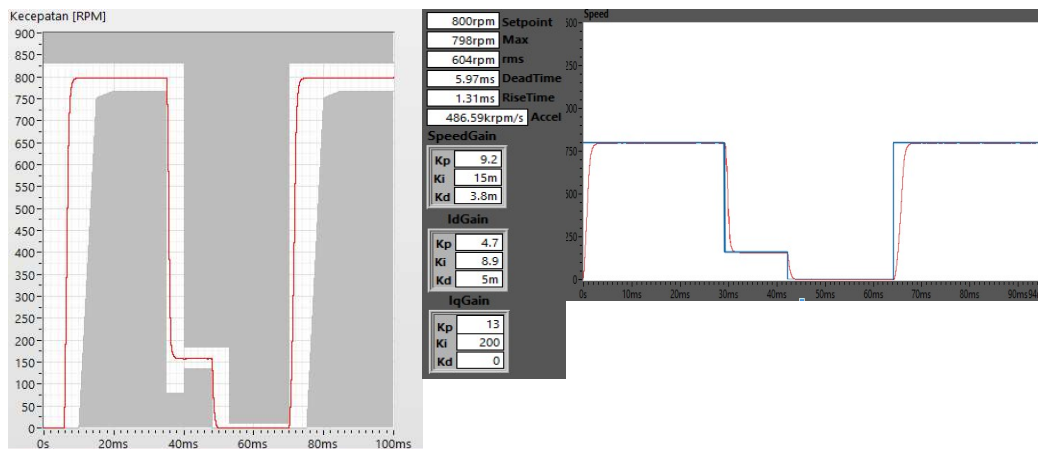 Kecepatan [RPM]
900
850
800
750
700
650
600
550
500
450
400
350
300
250
200
150
100
50
0
0s 20ms 40ms 60ms 80ms 100ms
800rpm Setpoint
798rpm Max
604rpm rms
5.97ms DeadTime
1.31ms RiseTime
486.59krpm/s Accel
SpeedGain
Kp 9.2
Ki 15m
Kd 3.8m
IdGain
Kp 4.7
Ki 8.9
Kd 5m
IqGain
Kp 13
Ki 200
Kd 0
Speed
750
500
250
0
0s 10ms 20ms 30ms 40ms 50ms 60ms 70ms 80ms 90ms